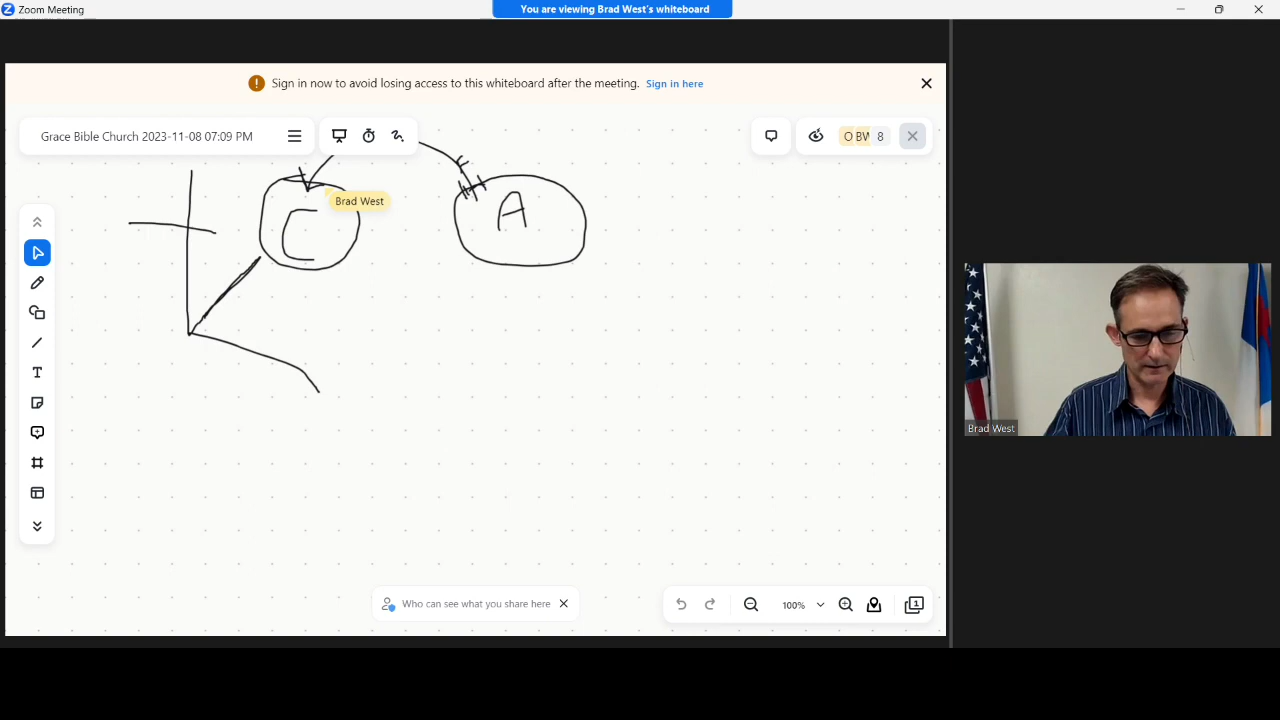 Zoom Meeting
You are viewing Brad West's whiteboard
Sign in now to avoid losing access to this whiteboard after the meeting. Sign in here
Grace Bible Church 2023-11-08 07:09 PM
O BW 8
Brad West
C
A
T
Brad West
Who can see what you share here
100%
1